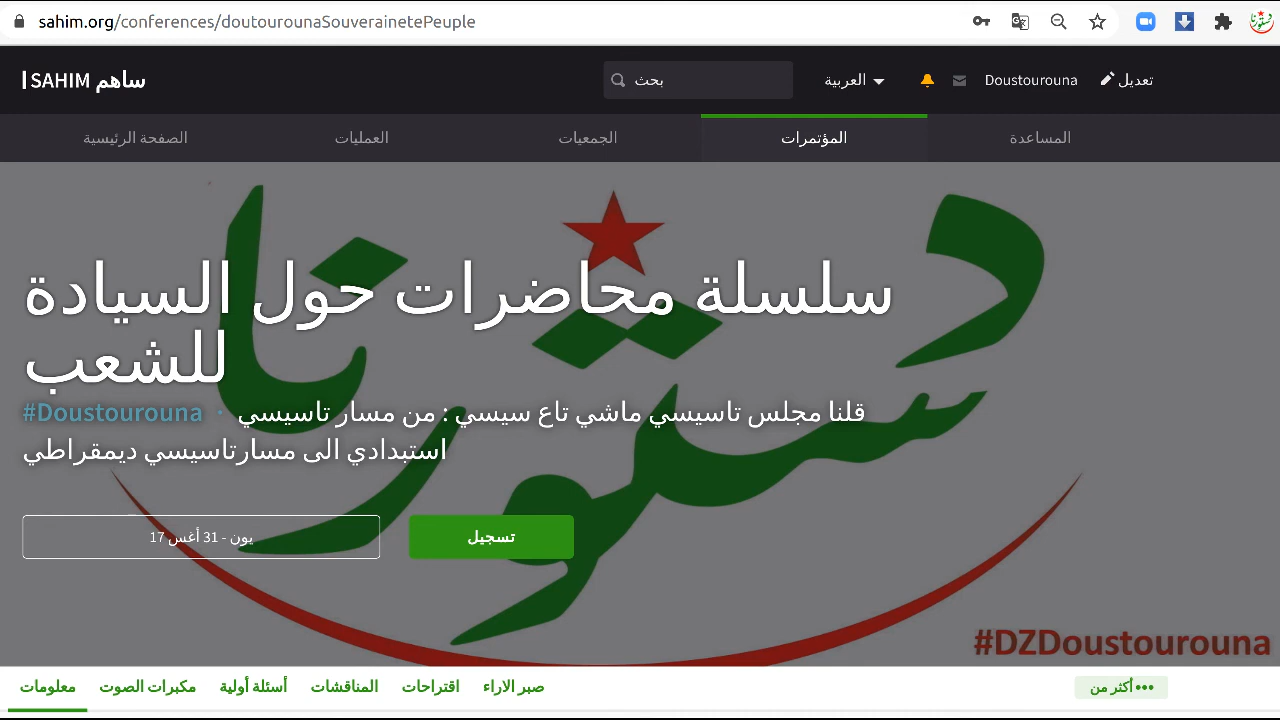 sahim.org/conferences/doutourounaSouverainetePeuple
SAHIM ساهم
بحث
العربية
Doustourouna
تعديل
الصفحة الرئيسية
العمليات
الجمعيات
المؤتمرات
المساعدة
دستورنا
سلسلة محاضرات حول السيادة
للشعب
#Doustourouna · قلنا مجلس تاسيسي ماشي تاع سيسي : من مسار تاسيسي
استبدادي الى مسارتاسيسي ديمقراطي
17 يون - 31 أغس
تسجيل
#DZDoustourouna
معلومات
مكبرات الصوت
أسئلة أولية
المناقشات
اقتراحات
صبر الاراء
••• أكثر من